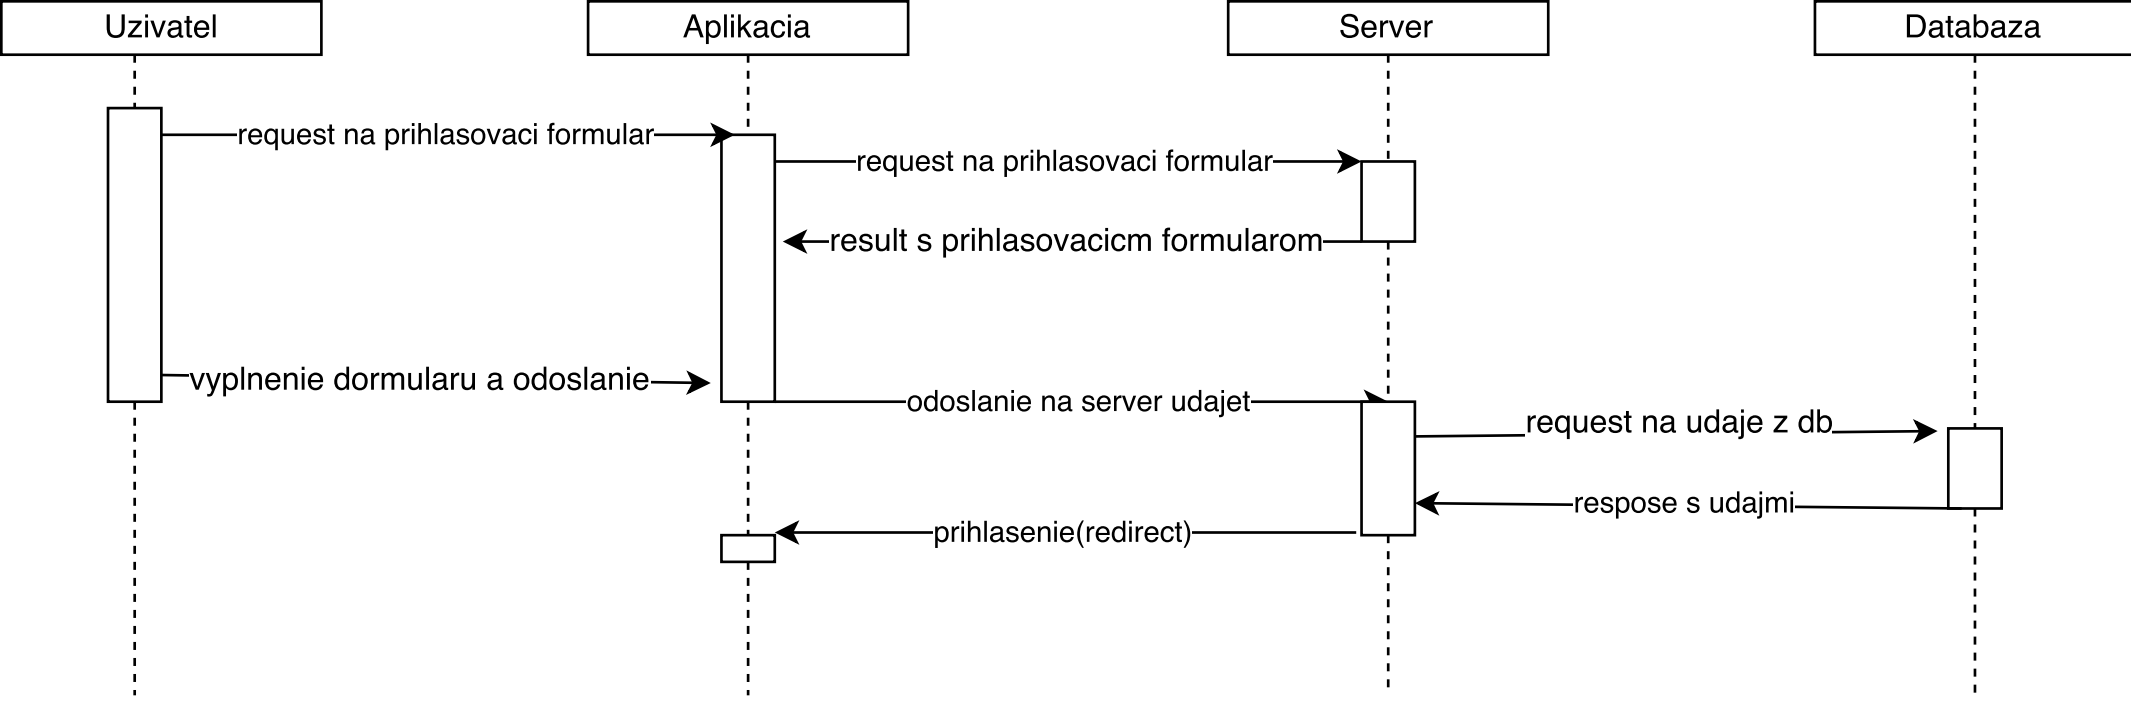 Uzivatel
Aplikacia
Server
Databaza
request na prihlasovaci formular
request na prihlasovaci formular
result s prihlasovacicm formularom
vyplnenie dormularu a odoslanie
odoslanie na server udajet
request na udaje z db
respose s udajmi
prihlasenie(redirect)